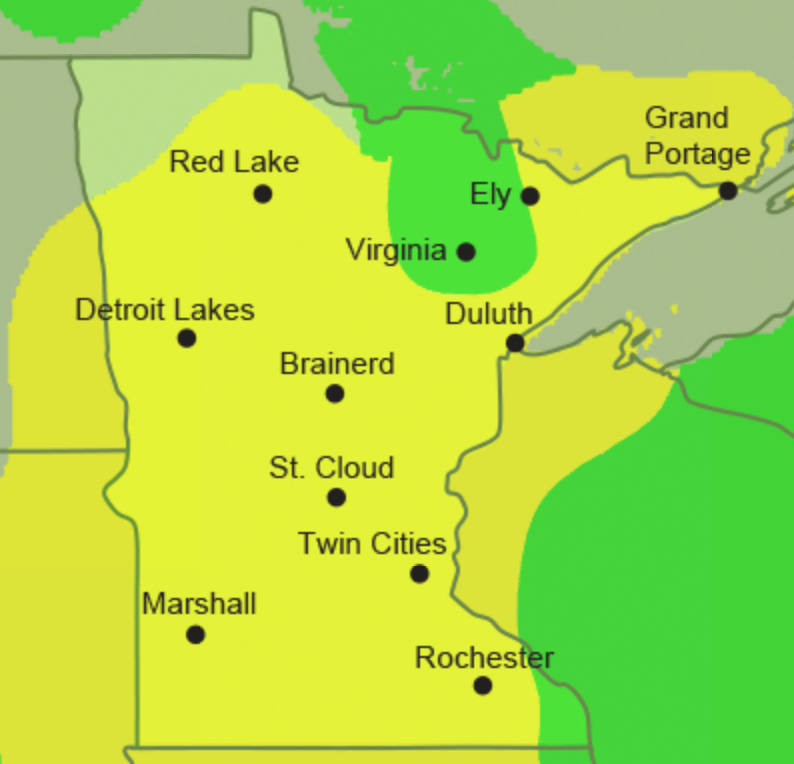 Grand
Portage
Red Lake
Ely
Virginia
Detroit Lakes
Duluth
Brainerd
St. Cloud
Twin Cities
Marshall
Rochester